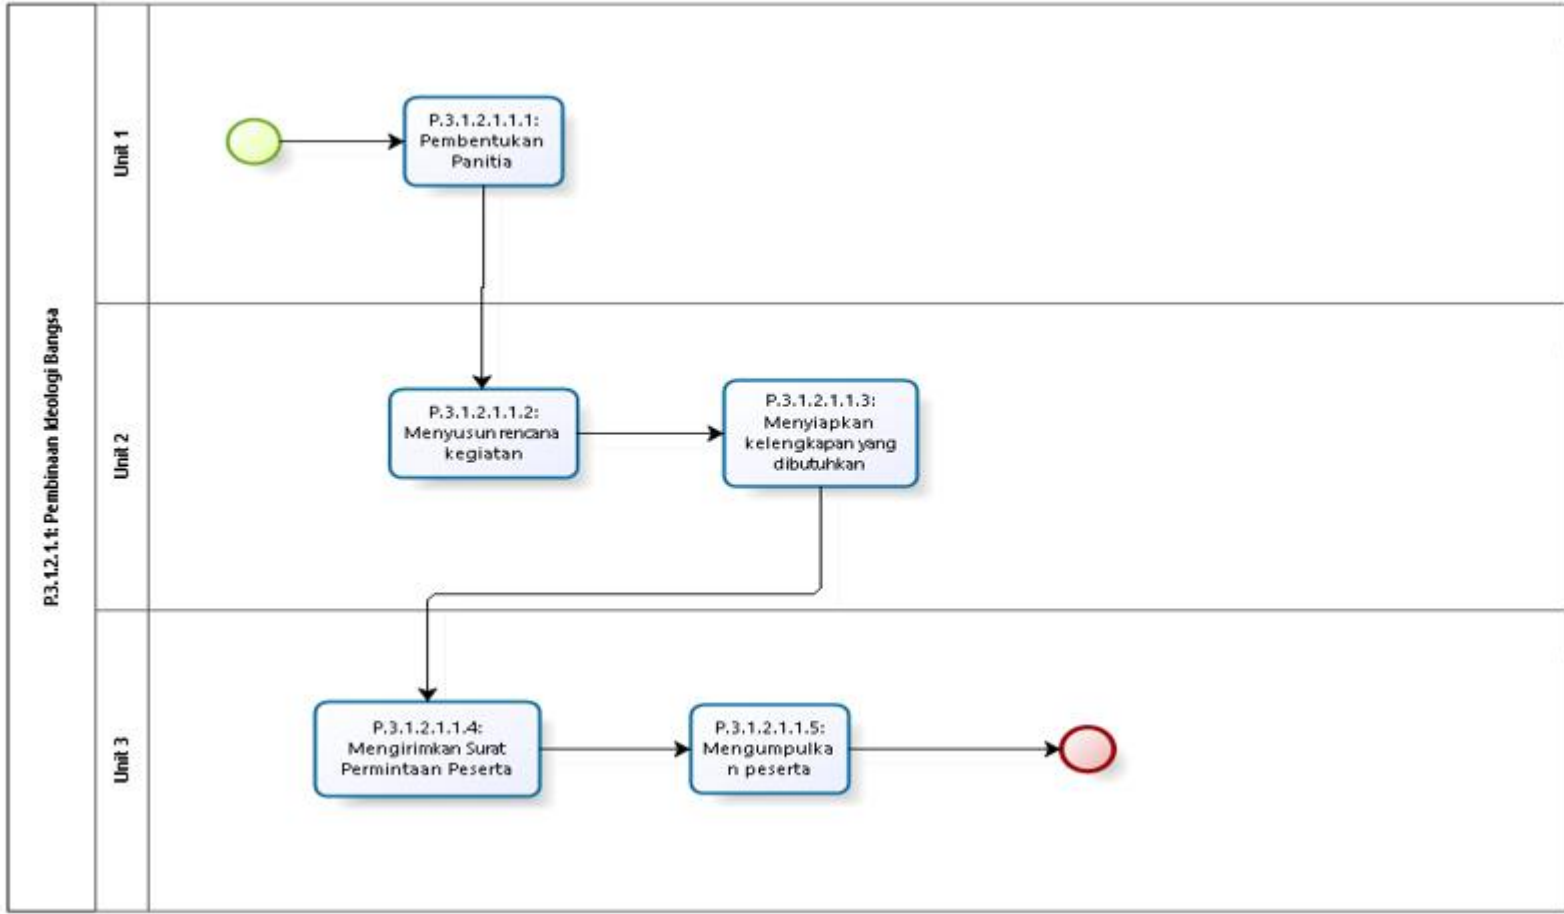 P.3.1.2.1.1: Pembinaan Ideologi Bangsa
Unit 1
P.3.1.2.1.1.1:
Pembentukan
Panitia
Unit 2
P.3.1.2.1.1.2:
Menyusun rencana
kegiatan
P.3.1.2.1.1.3:
Menyiapkan
kelengkapan yang
dibutuhkan
Unit 3
P.3.1.2.1.1.4:
Mengirimkan Surat
Permintaan Peserta
P.3.1.2.1.1.5:
Mengumpulka
n peserta